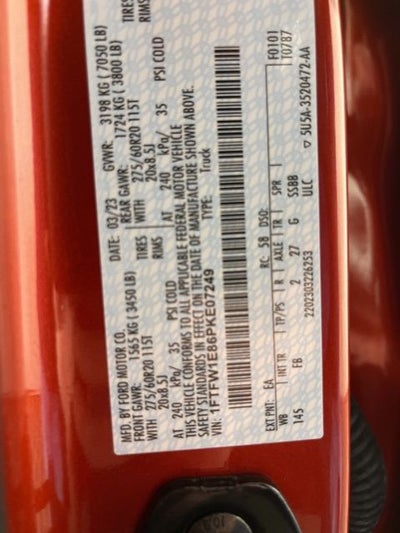 MFD. BY FORD MOTOR CO.
DATE: 03/23 GVWR: 3198 KG ( 7050 LB)
FRONT GAWR: 1565 KG ( 3450 LB) REAR GAWR: 1724 KG ( 3800 LB)
WITH 275/60R20 115T TIRES WITH 275/60R20 115T TIRES
20x8.5J RIMS 20x8.5J RIMS
AT 240 kPa/ 35 PSI COLD AT 240 kPa/ 35 PSI COLD
THIS VEHICLE CONFORMS TO ALL APPLICABLE FEDERAL MOTOR VEHICLE
SAFETY STANDARDS IN EFFECT ON THE DATE OF MANUFACTURE SHOWN ABOVE.
VIN: 1FTFW1E86PKE07249 TYPE: Truck
F0101
T0787
EXT PNT: EA RC: 58 DSO:
WB INT TR TP/PS R AXLE TR SPR
145 FB 2 27 G SSBB
2202303226253 ULC
▽ 5U5A-3520472-AA